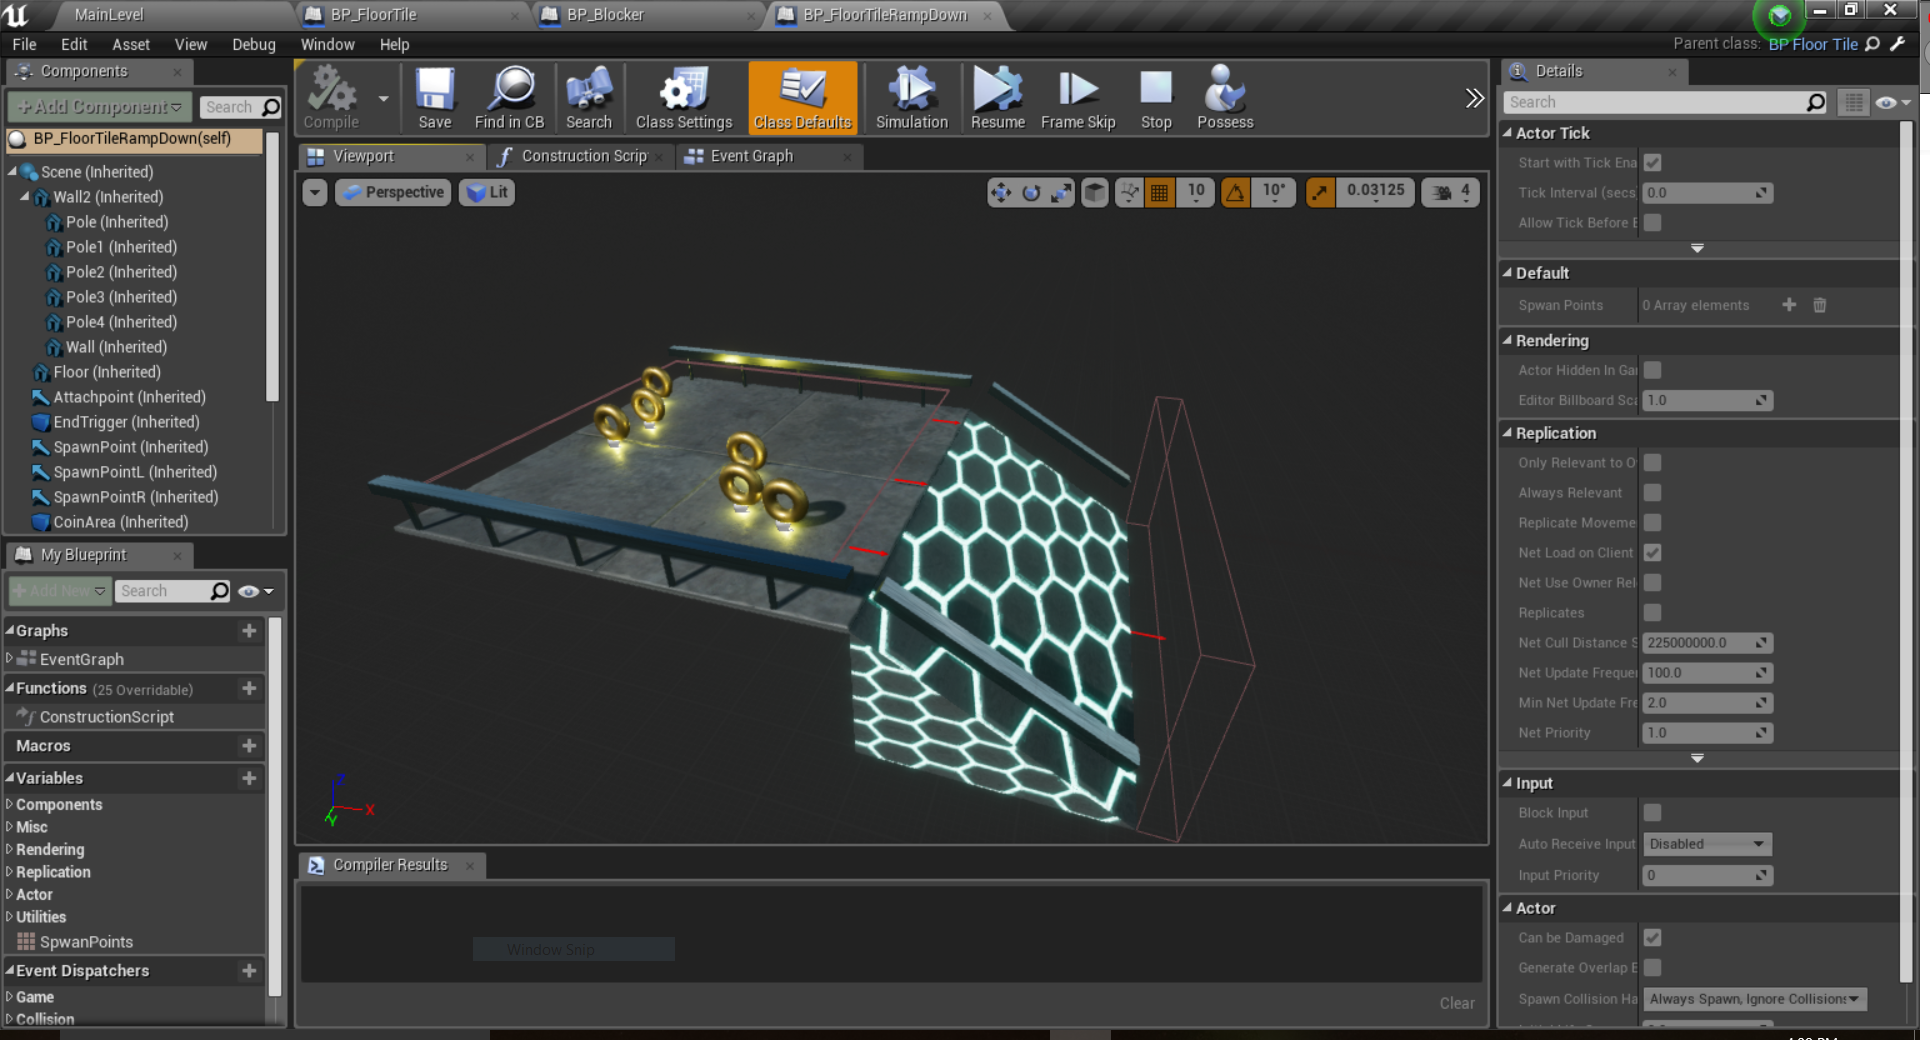 MainLevel
BP_FloorTile
BP_Blocker
BP_FloorTileRampDown
File Edit Asset View Debug Window Help
Parent class: BP Floor Tile
Components
Add Component
Search
BP_FloorTileRampDown(self)
Scene (Inherited)
Wall2 (Inherited)
Pole (Inherited)
Pole1 (Inherited)
Pole2 (Inherited)
Pole3 (Inherited)
Pole4 (Inherited)
Wall (Inherited)
Floor (Inherited)
Attachpoint (Inherited)
EndTrigger (Inherited)
SpawnPoint (Inherited)
SpawnPointL (Inherited)
SpawnPointR (Inherited)
CoinArea (Inherited)
My Blueprint
Add New
Search
Graphs
EventGraph
Functions (25 Overridable)
ConstructionScript
Macros
Variables
Components
Misc
Rendering
Replication
Actor
Utilities
SpwanPoints
Event Dispatchers
Game
Collision
Compile
Save
Find in CB
Search
Class Settings
Class Defaults
Simulation
Resume
Frame Skip
Stop
Possess
Viewport
Construction Scrip
Event Graph
Perspective
Lit
10
10°
0.03125
4
Z
X
Y
Compiler Results
Window Snip
Clear
Details
Search
Actor Tick
Start with Tick Ena
Tick Interval (secs 0.0
Allow Tick Before B
Default
Spwan Points 0 Array elements
Rendering
Actor Hidden In Ga
Editor Billboard Sca 1.0
Replication
Only Relevant to O
Always Relevant
Replicate Moveme
Net Load on Client
Net Use Owner Rel
Replicates
Net Cull Distance S 225000000.0
Net Update Frequen 100.0
Min Net Update Fre 2.0
Net Priority 1.0
Input
Block Input
Auto Receive Input Disabled
Input Priority 0
Actor
Can be Damaged
Generate Overlap E
Spawn Collision Ha Always Spawn, Ignore Collisions